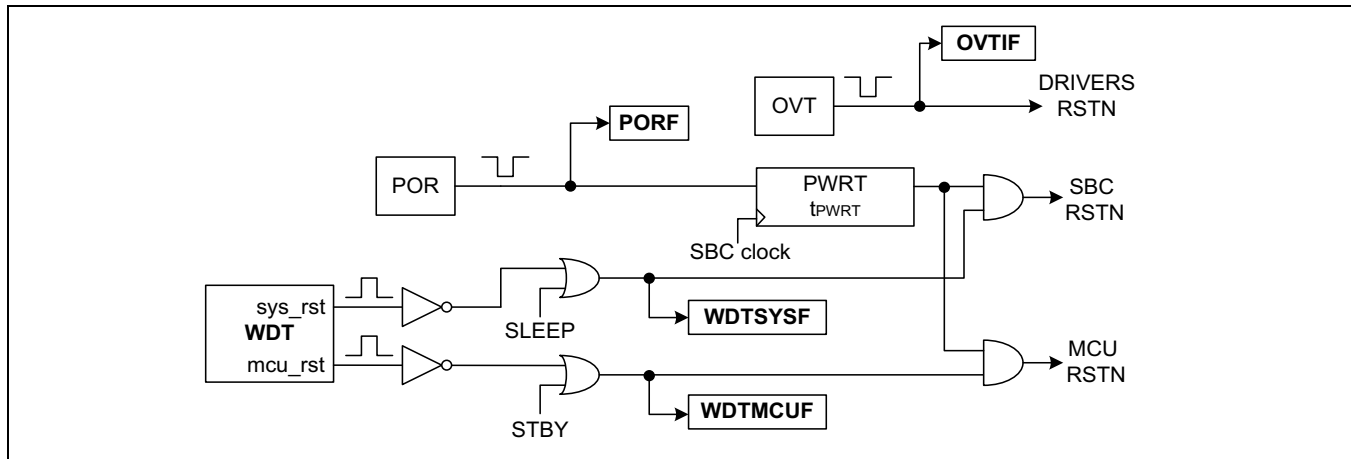 OVTIF
OVT
DRIVERS
RSTN
PORF
POR
PWRT
tPWRT
SBC
RSTN
SBC clock
sys_rst
WDT
mcu_rst
SLEEP
WDTSYSF
MCU
RSTN
STBY
WDTMCUF